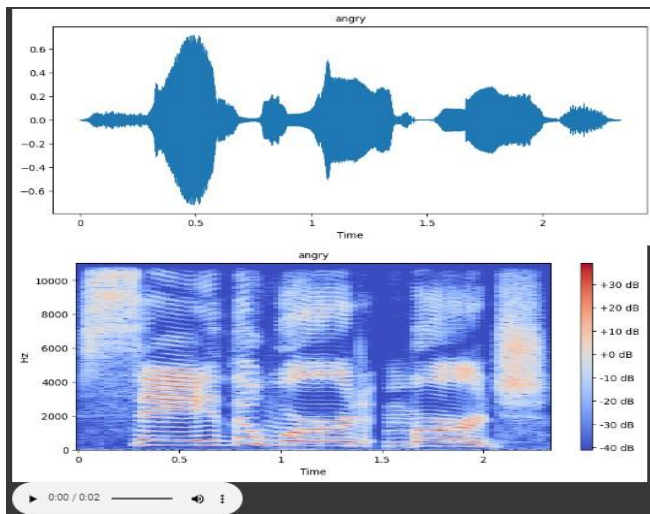 angry
0.6
0.4
0.2
0.0
−0.2
−0.4
−0.6
0
0.5
1
1.5
2
Time
angry
10000
8000
6000
4000
2000
0
Hz
0
0.5
1
1.5
2
Time
+30 dB
+20 dB
+10 dB
+0 dB
-10 dB
-20 dB
-30 dB
-40 dB
0:00 / 0:02